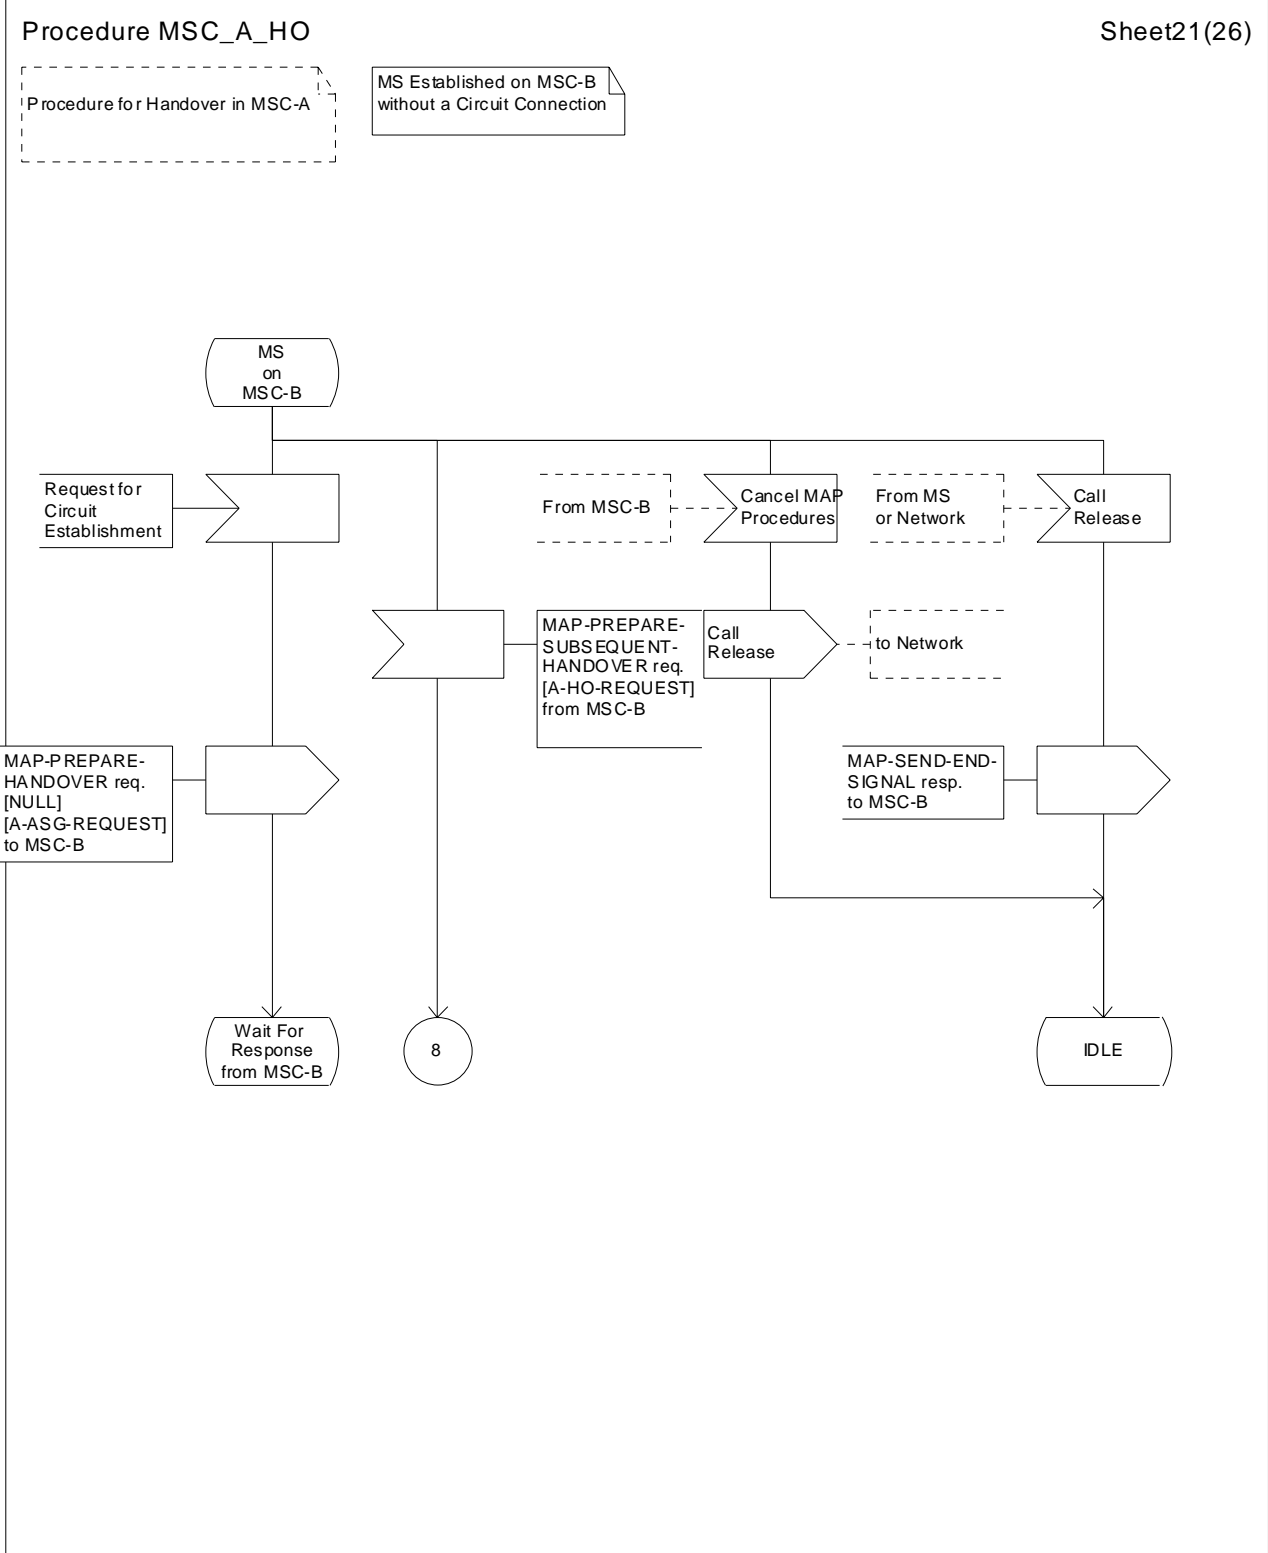 Procedure MSC_A_HO
Sheet21(26)
Procedure for Handover in MSC-A
MS Established on MSC-B
without a Circuit Connection
MS
on
MSC-B
Request for
Circuit
Establishment
From MSC-B
Cancel MAP
Procedures
From MS
or Network
Call
Release
MAP-PREPARE-
SUBSEQUENT-
HANDOVER req.
[A-HO-REQUEST]
from MSC-B
Call
Release
to Network
MAP-PREPARE-
HANDOVER req.
[NULL]
[A-ASG-REQUEST]
to MSC-B
MAP-SEND-END-
SIGNAL resp.
to MSC-B
Wait For
Response
from MSC-B
8
IDLE